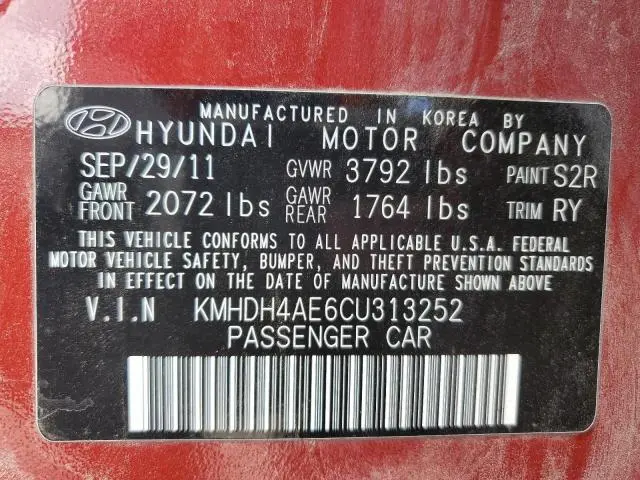 MANUFACTURED IN KOREA BY
HYUNDAI MOTOR COMPANY
SEP/29/11 GVWR 3792 lbs PAINT S2R
GAWR FRONT 2072 lbs GAWR REAR 1764 lbs TRIM RY
THIS VEHICLE CONFORMS TO ALL APPLICABLE U.S.A. FEDERAL
MOTOR VEHICLE SAFETY, BUMPER, AND THEFT PREVENTION STANDARDS
IN EFFECT ON THE DATE OF MANUFACTURE SHOWN ABOVE
V.I.N KMHDH4AE6CU313252
PASSENGER CAR